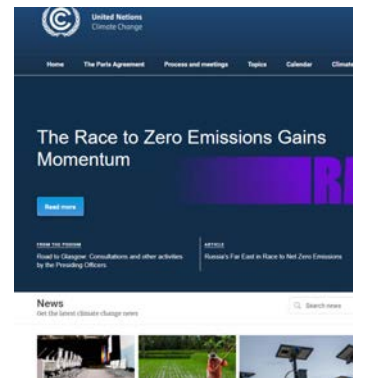 United Nations
Climate Change
Home The Paris Agreement Process and meetings Topics Calendar Climate
The Race to Zero Emissions Gains
Momentum
Read more
FROM THE PODIUM
Road to Glasgow: Consultations and other activities
by the Presiding Officers
ARTICLE
Russia's Far East in Race to Net Zero Emissions
News
Get the latest climate change news
Search news